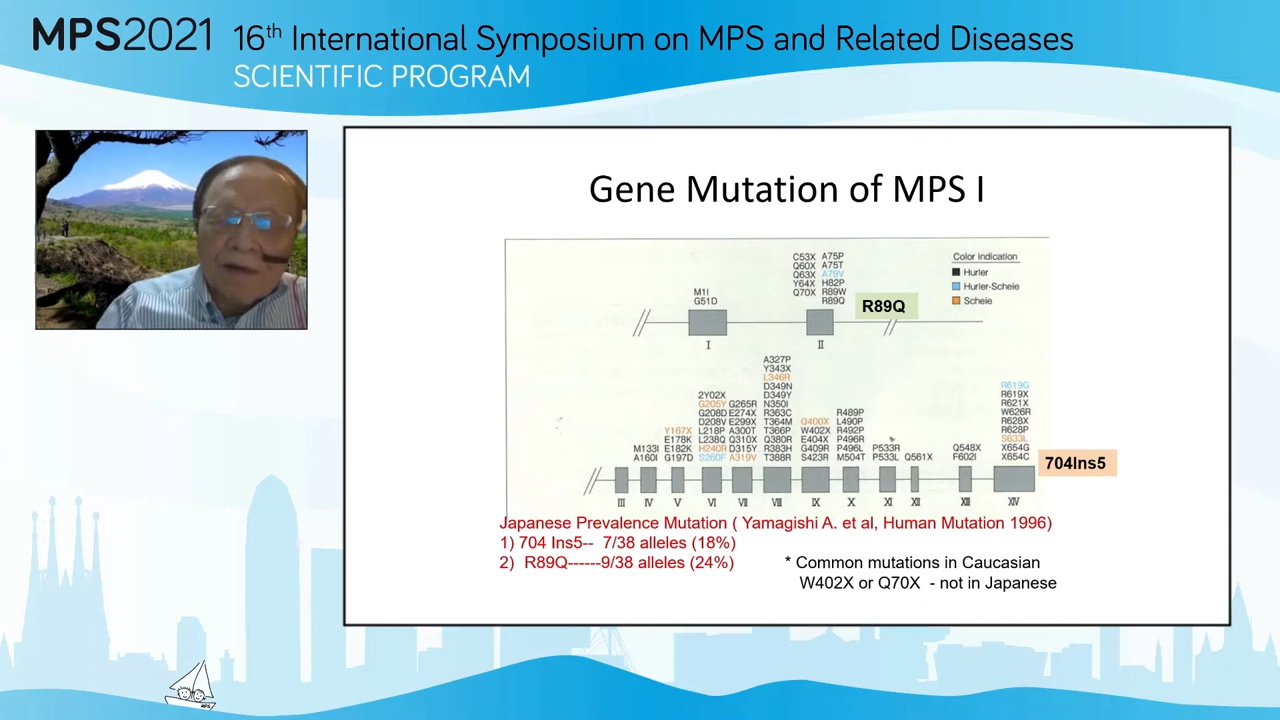 MPS2021 16th International Symposium on MPS and Related Diseases
SCIENTIFIC PROGRAM
Gene Mutation of MPS I
C53X A75P
Q60X A75T
Q63X A79V
Y64X H82P
Q70X R89W
R89Q
M1I
G51D
R89Q
I
II
Color indication
Hurler
Hurler-Scheie
Scheie
M133I
A160I
Y167X
E178K
E182K
G197D
2Y02X
G205Y
G208D
D208V
L218P
L238Q
H240R
S260F
G265R
E274X
E299X
A300T
Q310X
D315Y
A319V
A327P
Y343X
L346R
D349N
D349Y
N350I
R363C
T364M
T366P
Q380R
R383H
T388R
Q400X
W402X
E404X
G409R
S423R
R489P
L490P
R492P
P496R
P496L
M504T
P533R
P533L
Q561X
Q548X
F602I
R619G
R619X
R621X
W626R
R628X
R628P
S633L
X654G
X654C
704Ins5
III IV V VI VII VIII IX X XI XII XIII XIV
Japanese Prevalence Mutation ( Yamagishi A. et al, Human Mutation 1996)
1) 704 Ins5-- 7/38 alleles (18%)
2) R89Q------9/38 alleles (24%)
* Common mutations in Caucasian
W402X or Q70X - not in Japanese
MPS